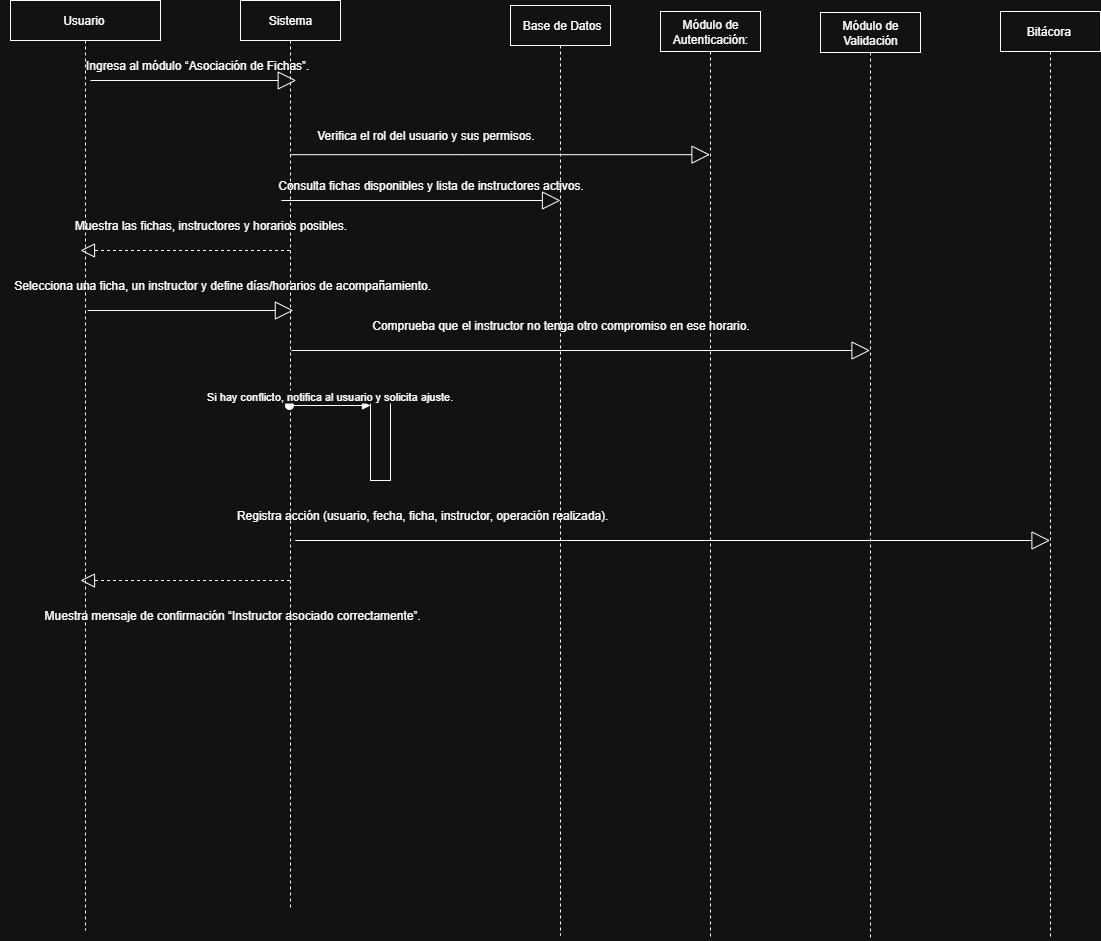 Usuario
Sistema
Base de Datos
Módulo de
Autenticación:
Módulo de
Validación
Bitácora
Ingresa al módulo “Asociación de Fichas”.
Verifica el rol del usuario y sus permisos.
Consulta fichas disponibles y lista de instructores activos.
Muestra las fichas, instructores y horarios posibles.
Selecciona una ficha, un instructor y define días/horarios de acompañamiento.
Comprueba que el instructor no tenga otro compromiso en ese horario.
Si hay conflicto, notifica al usuario y solicita ajuste.
Registra acción (usuario, fecha, ficha, instructor, operación realizada).
Muestra mensaje de confirmación “Instructor asociado correctamente”.